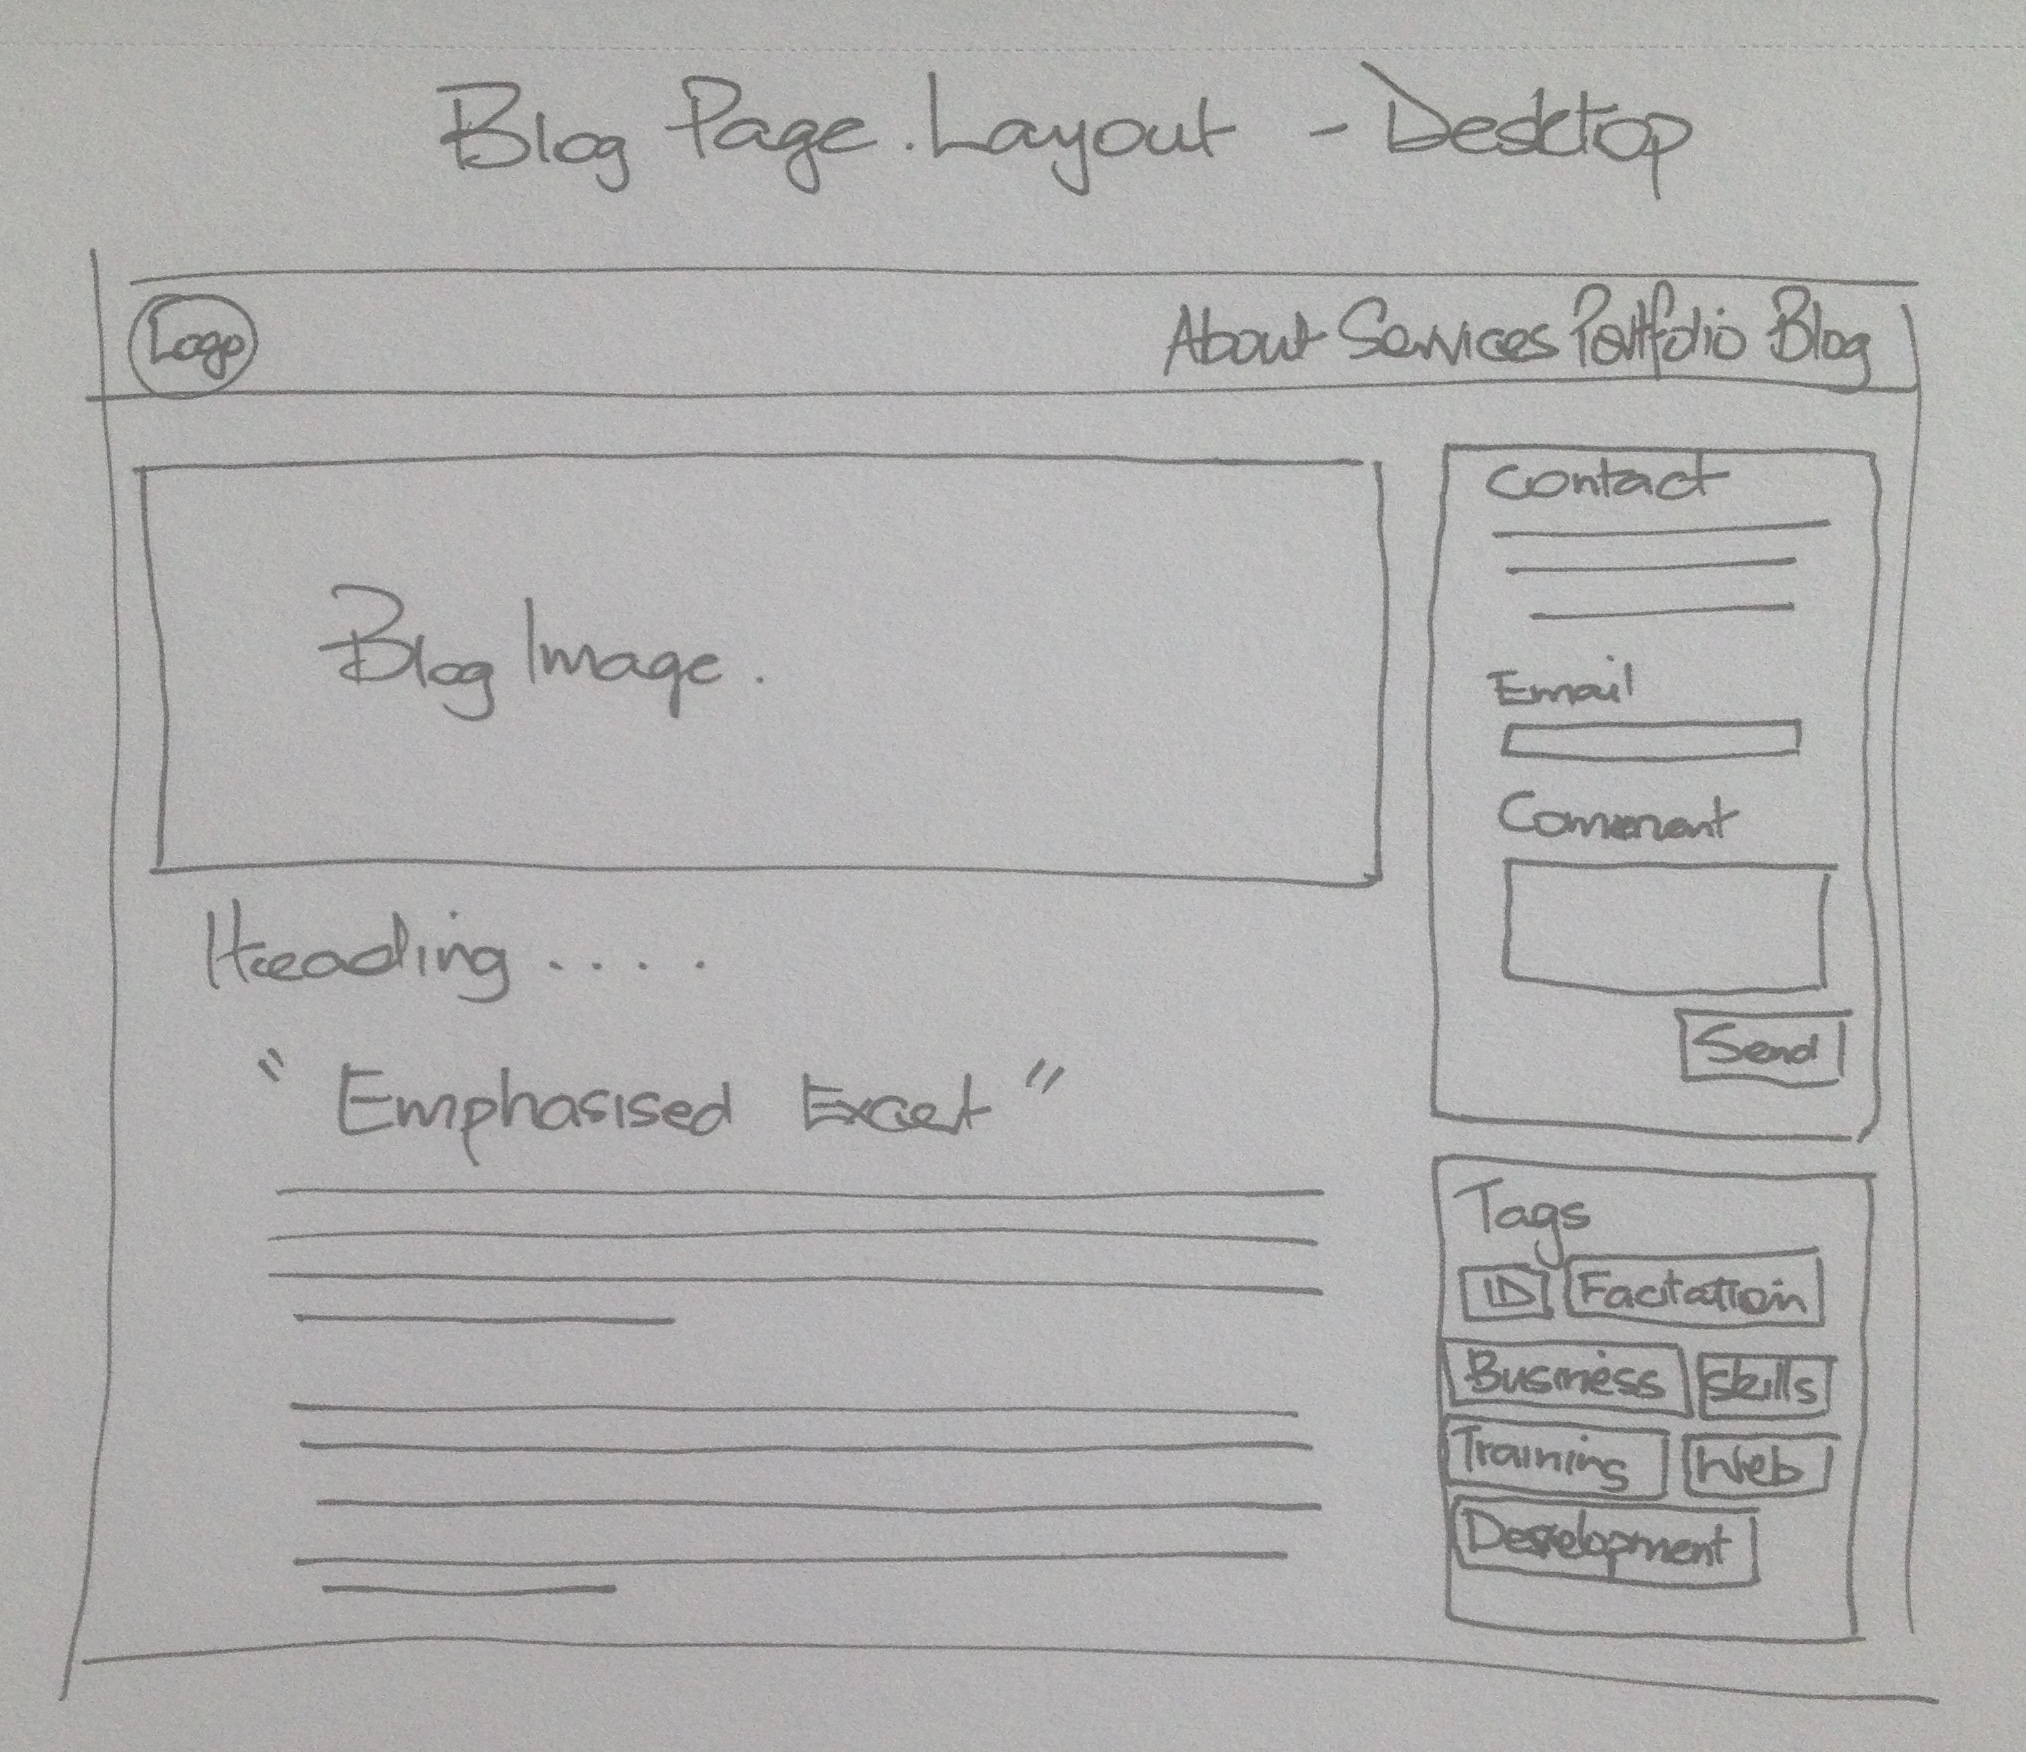 Blog Page Layout - Desktop
Logo
About Services Portfolio Blog
Blog Image.
Heading ....
" Emphasised Excert "
Contact
Email
Comment
Send
Tags
ID Facitation
Business Skills
Training Web
Development